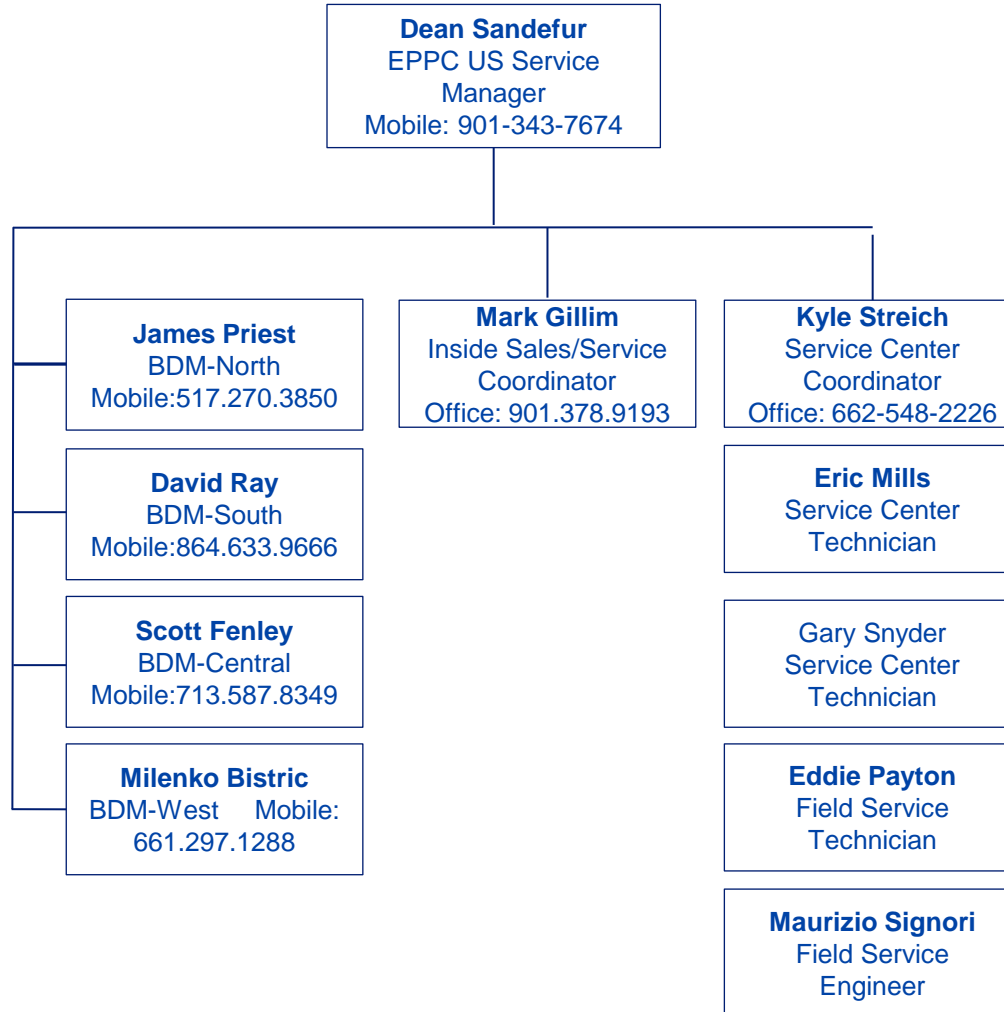 Dean Sandefur
EPPC US Service
Manager
Mobile: 901-343-7674
James Priest
BDM-North
Mobile:517.270.3850
David Ray
BDM-South
Mobile:864.633.9666
Scott Fenley
BDM-Central
Mobile:713.587.8349
Milenko Bistric
BDM-West Mobile:
661.297.1288
Mark Gillim
Inside Sales/Service
Coordinator
Office: 901.378.9193
Kyle Streich
Service Center
Coordinator
Office: 662-548-2226
Eric Mills
Service Center
Technician
Gary Snyder
Service Center
Technician
Eddie Payton
Field Service
Technician
Maurizio Signori
Field Service
Engineer